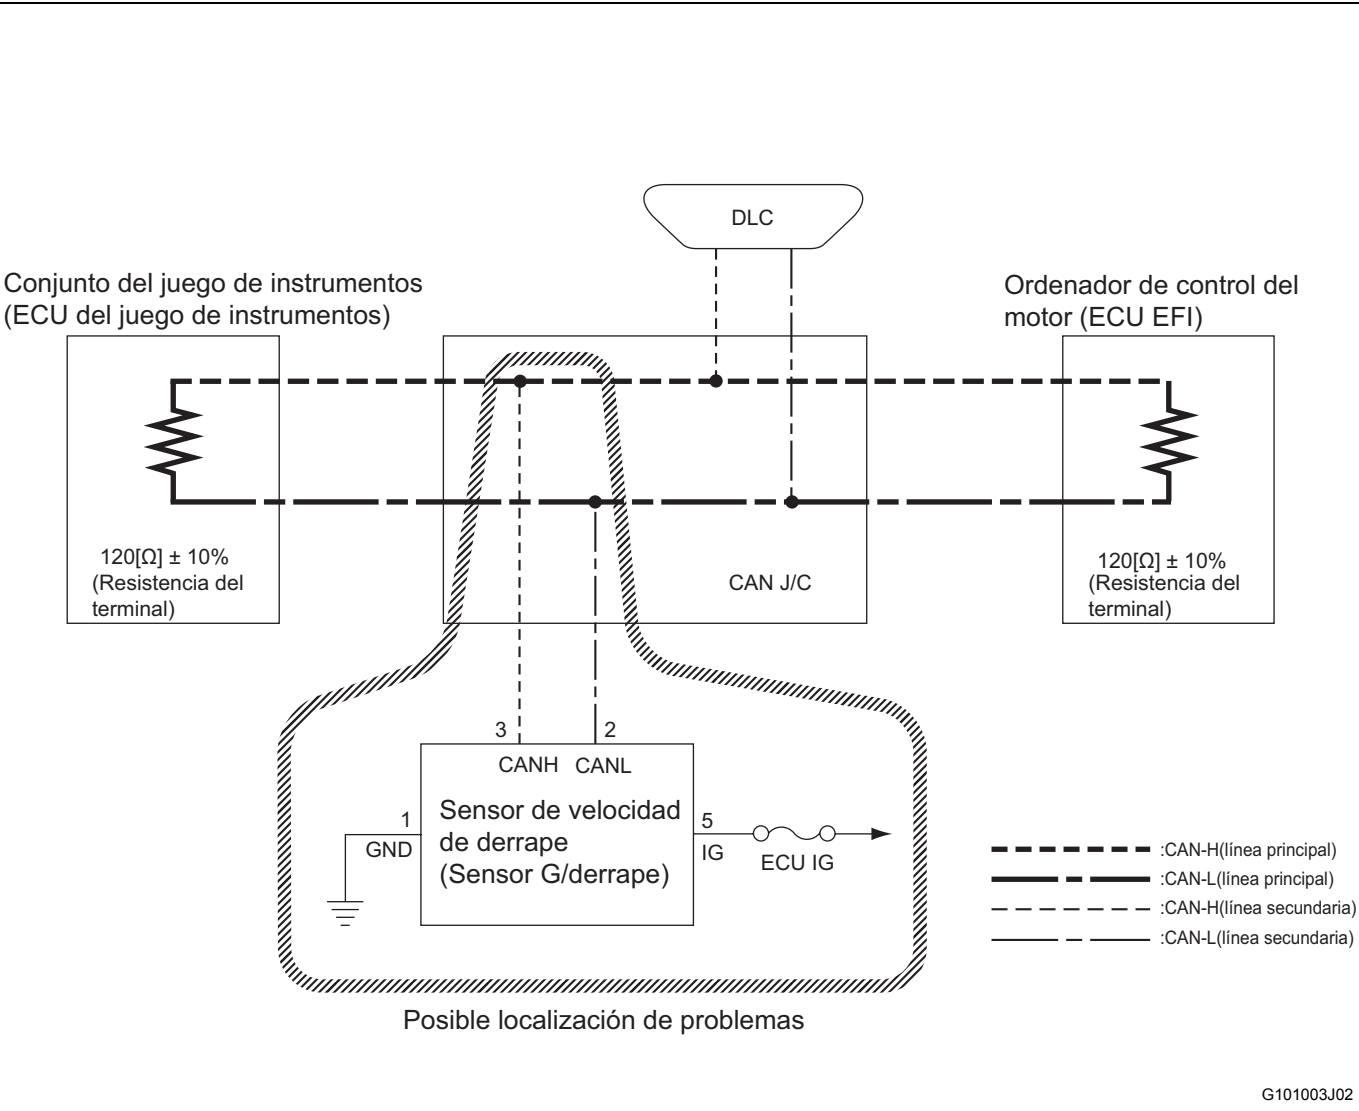 DLC
Conjunto del juego de instrumentos
(ECU del juego de instrumentos)
Ordenador de control del
motor (ECU EFI)
120[Ω] ± 10%
(Resistencia del
terminal)
CAN J/C
120[Ω] ± 10%
(Resistencia del
terminal)
3
2
CANH
CANL
Sensor de velocidad
de derrape
(Sensor G/derrape)
1
GND
5
IG
ECU IG
:CAN-H(línea principal)
:CAN-L(línea principal)
:CAN-H(línea secundaria)
:CAN-L(línea secundaria)
Posible localización de problemas
G101003J02